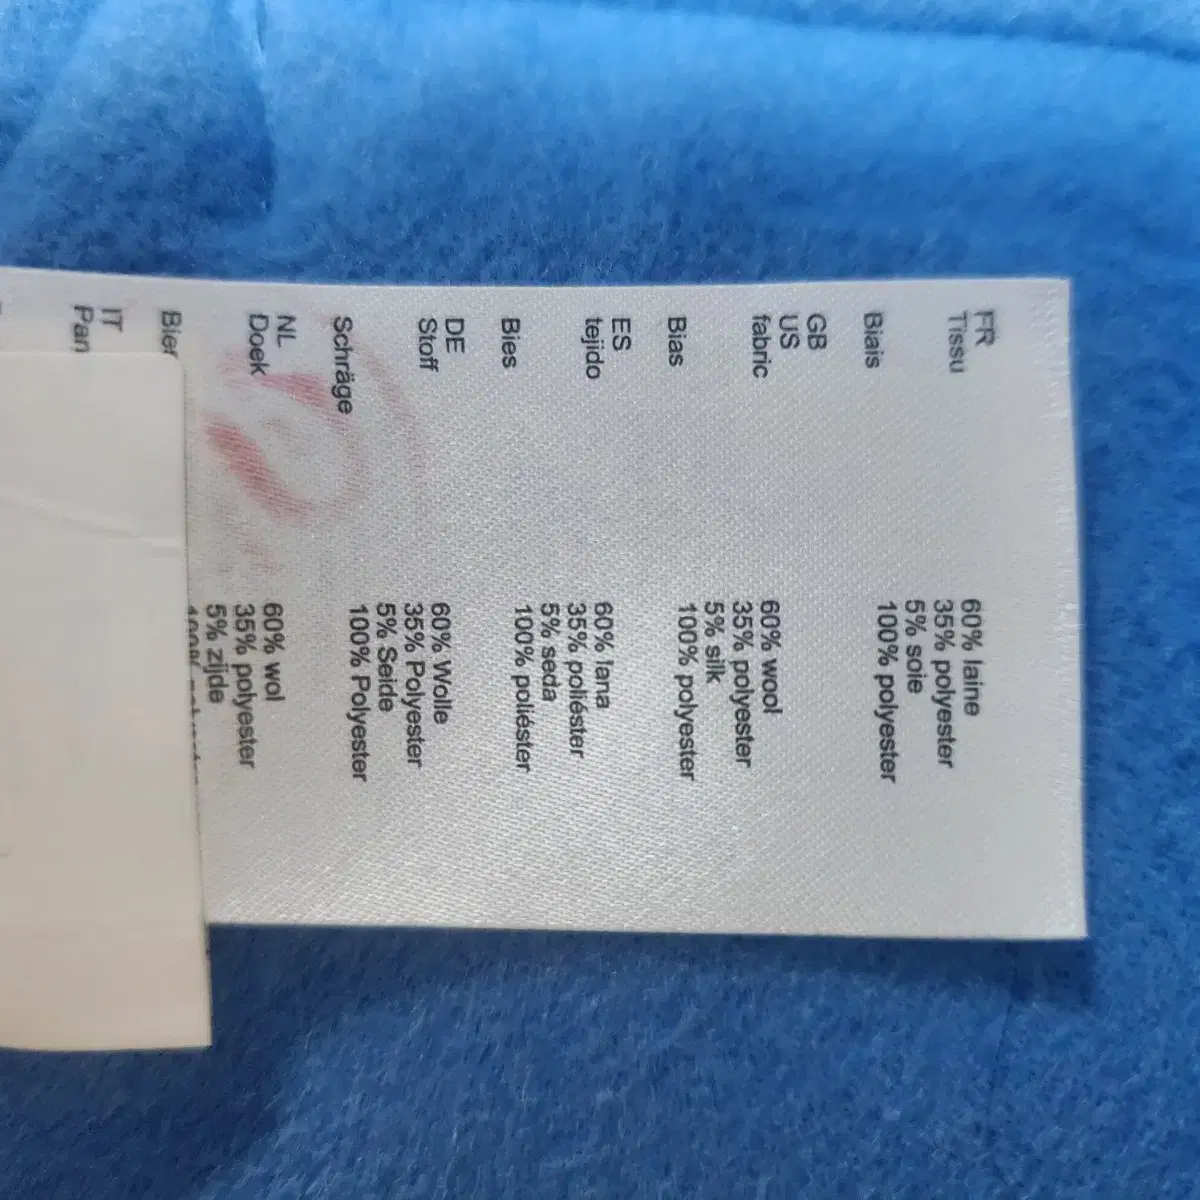 FR
Tissu 60% laine
35% polyester
5% soie
Biais 100% polyester
GB
US
fabric 60% wool
35% polyester
5% silk
Bias 100% polyester
ES
tejido 60% lana
35% poliéster
5% seda
Bies 100% poliéster
DE
Stoff 60% Wolle
35% Polyester
5% Seide
Schräge 100% Polyester
NL
Doek 60% wol
35% polyester
5% zijde
IT